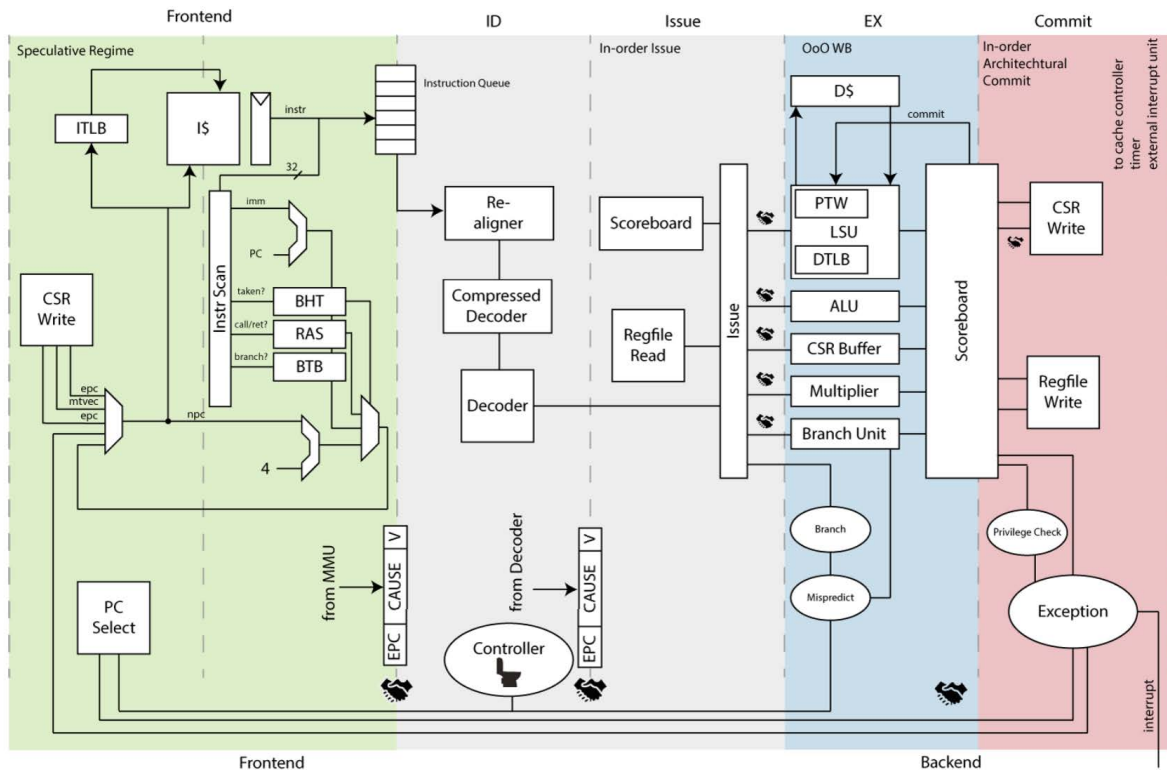 Frontend
ID
Issue
EX
Commit
Speculative Regime
In-order Issue
OoO WB
In-order
Architechtural
Commit
to cache controller
timer
external interrupt unit
Instruction Queue
ITLB
I$
instr
32
D$
commit
Instr Scan
imm
PC
taken?
BHT
call/ret?
RAS
branch?
BTB
CSR
Write
epc
mtvec
epc
npc
4
Re-
aligner
Compressed
Decoder
Decoder
Scoreboard
Regfile
Read
Issue
PTW
LSU
DTLB
ALU
CSR Buffer
Multiplier
Branch Unit
Scoreboard
CSR
Write
Regfile
Write
Branch
Mispredict
Privilege Check
Exception
PC
Select
from MMU
V
CAUSE
EPC
from Decoder
V
CAUSE
EPC
Controller
interrupt
Frontend
Backend